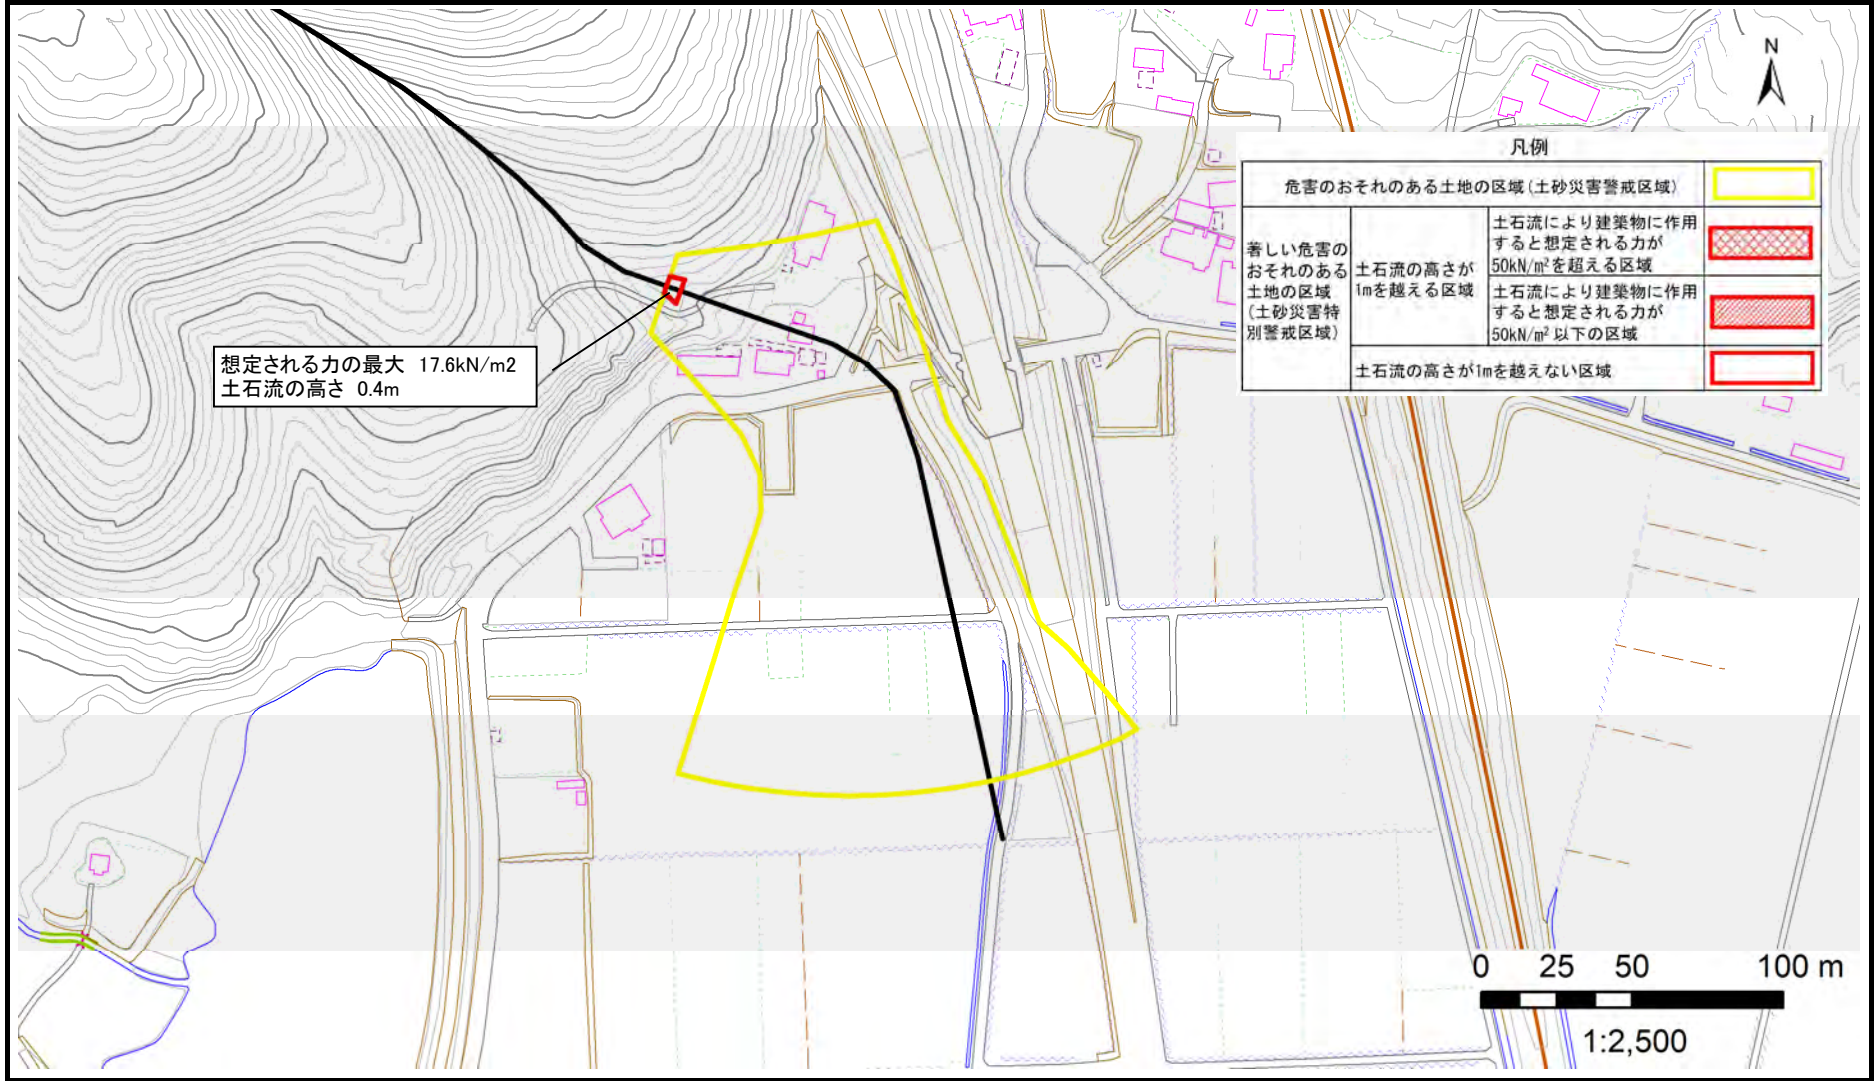 N
凡例
危害のおそれのある土地の区域(土砂災害警戒区域)
著しい危害の
おそれのある
土地の区域
(土砂災害特
別警戒区域)
土石流の高さが
1mを越える区域
土石流により建築物に作用
すると想定される力が
50kN/m²を超える区域
土石流により建築物に作用
すると想定される力が
50kN/m²以下の区域
土石流の高さが1mを越えない区域
想定される力の最大 17.6kN/m2
土石流の高さ 0.4m
0 25 50 100 m
1:2,500